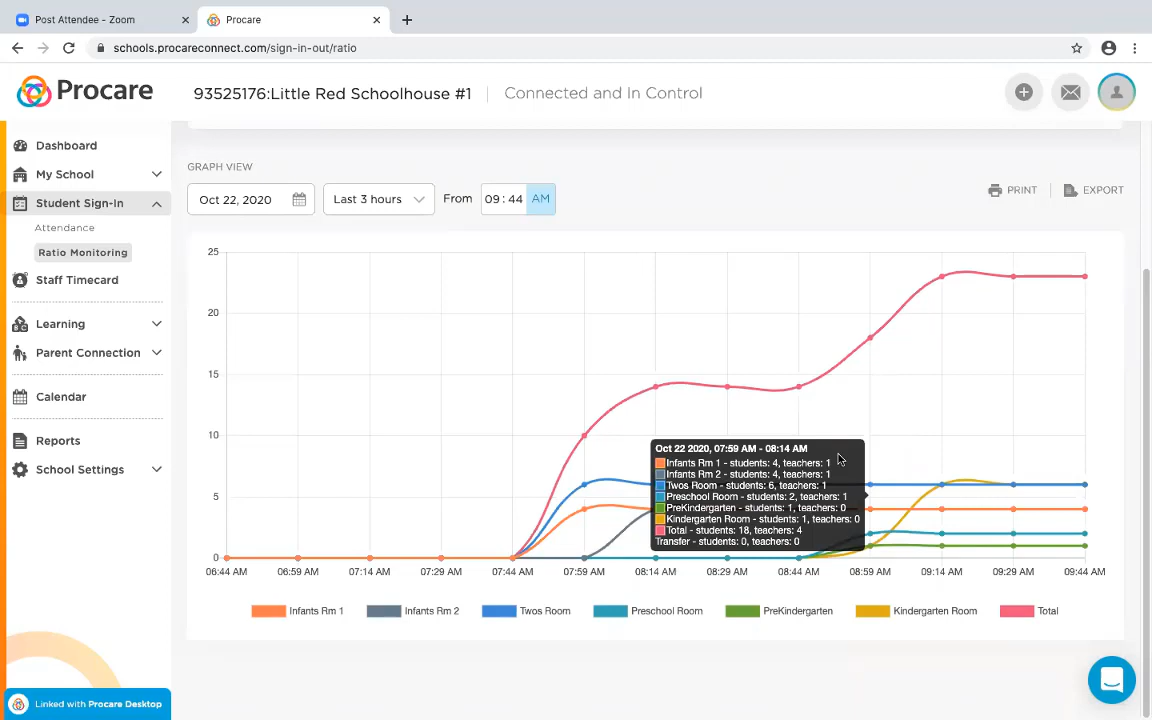 Post Attendee - Zoom
Procare
schools.procareconnect.com/sign-in-out/ratio
Procare
93525176:Little Red Schoolhouse #1
Connected and In Control
Dashboard
My School
Student Sign-In
Attendance
Ratio Monitoring
Staff Timecard
Learning
Parent Connection
Calendar
Reports
School Settings
Linked with Procare Desktop
GRAPH VIEW
Oct 22, 2020
Last 3 hours
From
09 : 44 AM
PRINT
EXPORT
25
20
15
10
5
0
Oct 22 2020, 07:59 AM - 08:14 AM
Infants Rm 1 - students: 4, teachers: 1
Infants Rm 2 - students: 4, teachers: 1
Twos Room - students: 6, teachers: 1
Preschool Room - students: 2, teachers: 1
PreKindergarten - students: 1, teachers: 0
Kindergarten Room - students: 1, teachers: 0
Total - students: 18, teachers: 4
Transfer - students: 0, teachers: 0
06:44 AM 06:59 AM 07:14 AM 07:29 AM 07:44 AM 07:59 AM 08:14 AM 08:29 AM 08:44 AM 08:59 AM 09:14 AM 09:29 AM 09:44 AM
Infants Rm 1 Infants Rm 2 Twos Room Preschool Room PreKindergarten Kindergarten Room Total